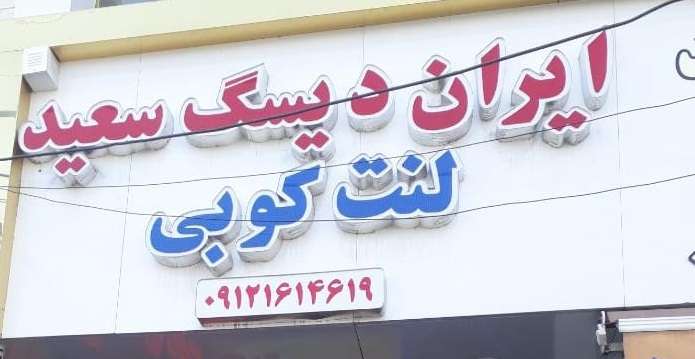 ایران دیسگ سعید
لنت کوبی
۰۹۱۲۱۶۱۴۶۱۹